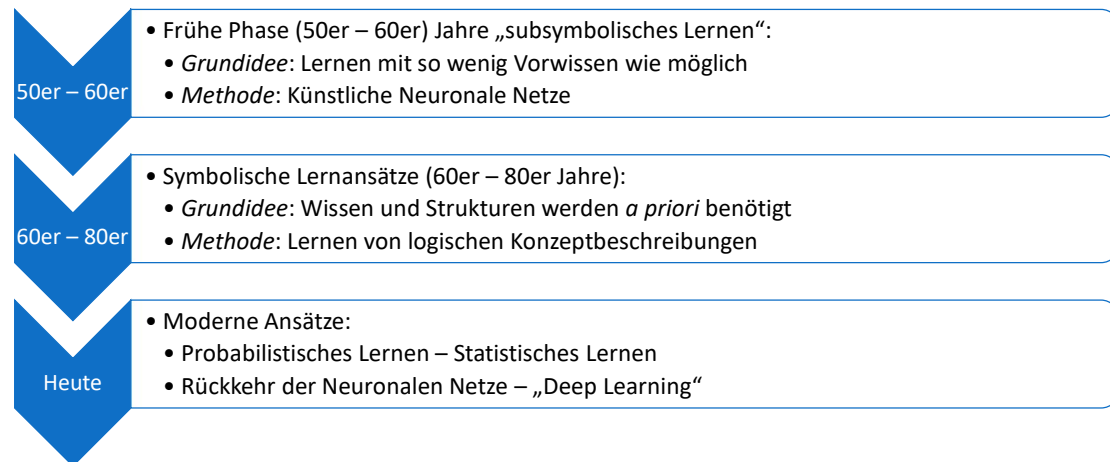 50er – 60er
• Frühe Phase (50er – 60er) Jahre „subsymbolisches Lernen“:
• Grundidee: Lernen mit so wenig Vorwissen wie möglich
• Methode: Künstliche Neuronale Netze
60er – 80er
• Symbolische Lernansätze (60er – 80er Jahre):
• Grundidee: Wissen und Strukturen werden a priori benötigt
• Methode: Lernen von logischen Konzeptbeschreibungen
Heute
• Moderne Ansätze:
• Probabilistisches Lernen – Statistisches Lernen
• Rückkehr der Neuronalen Netze – „Deep Learning“